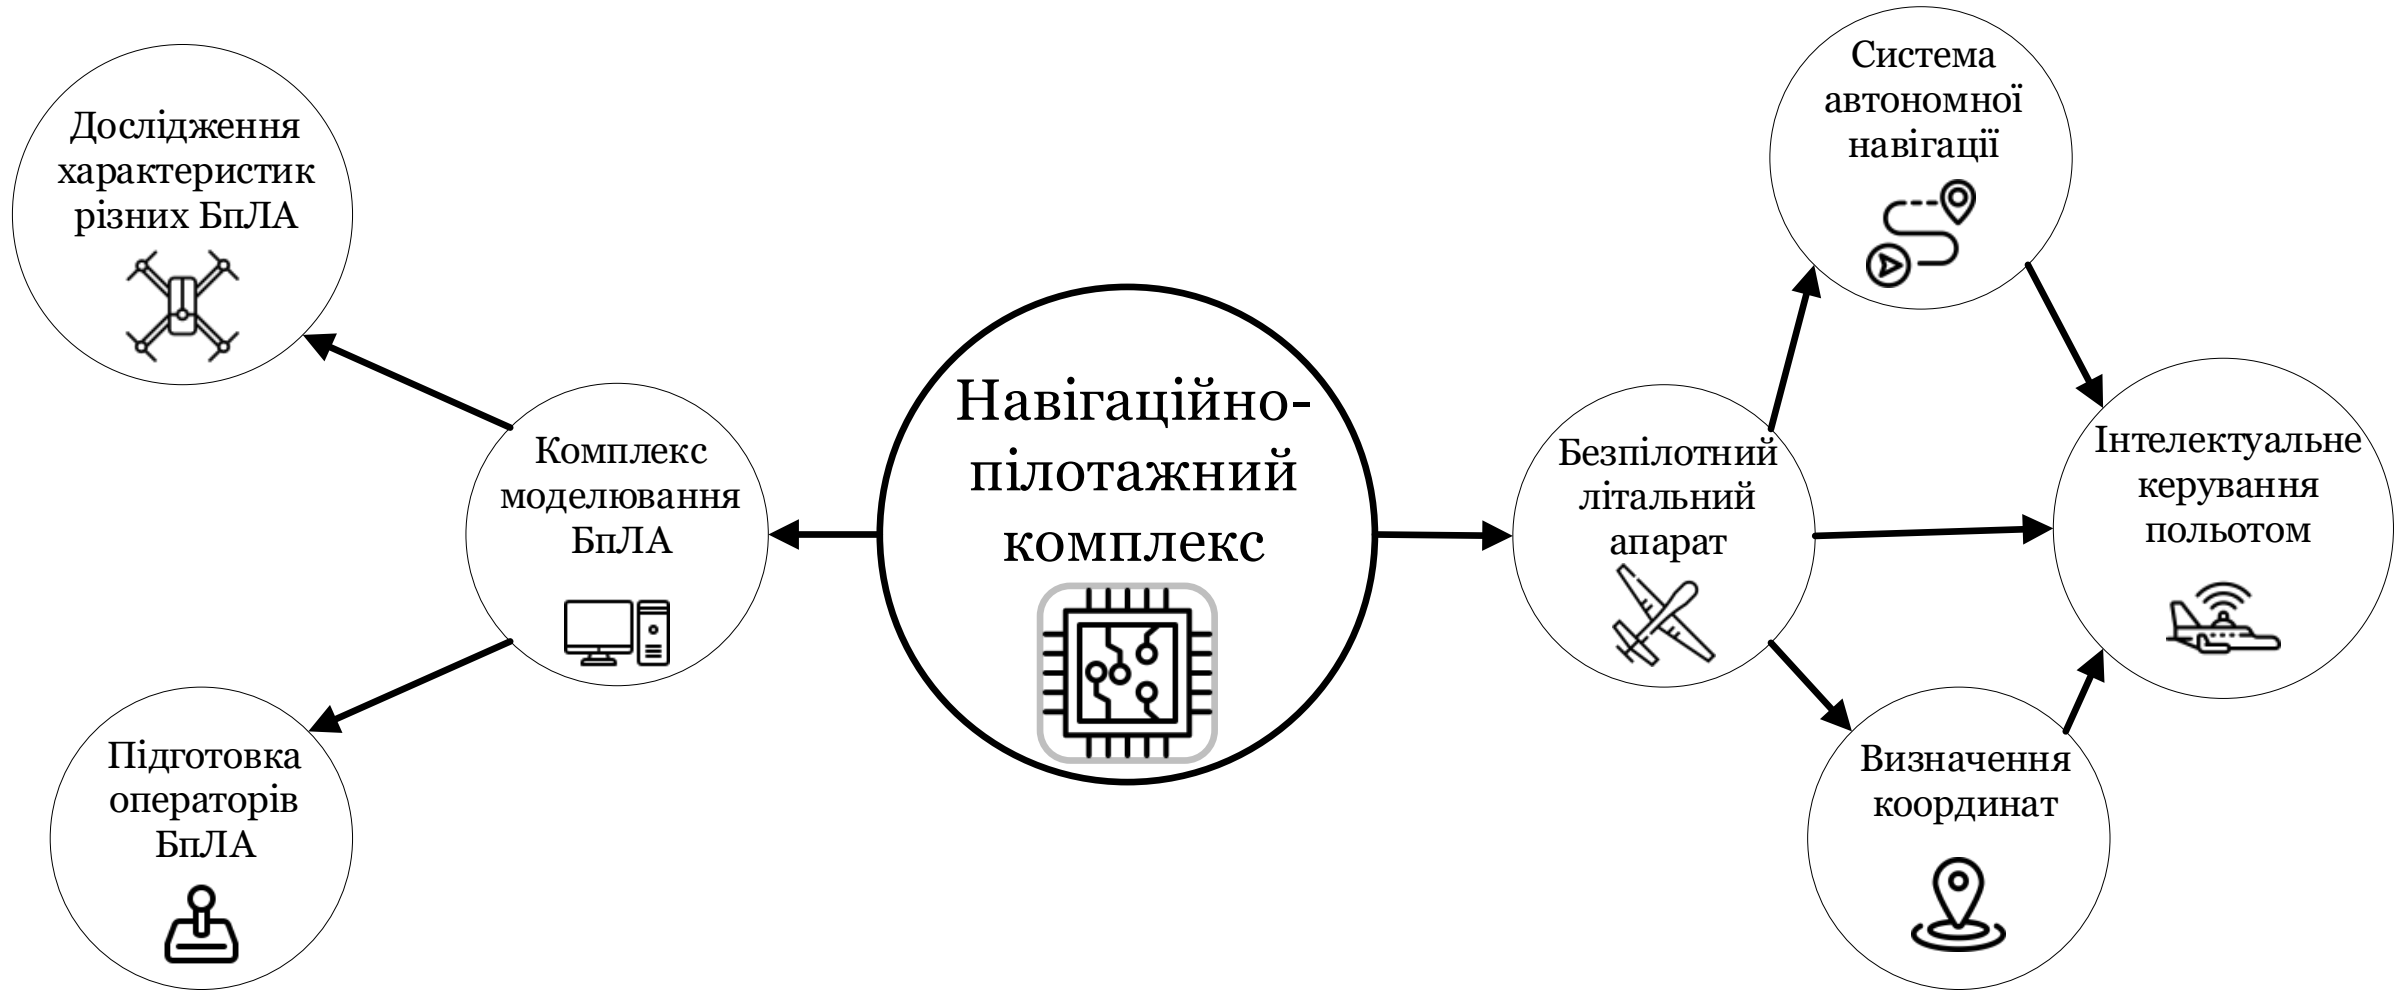 Дослідження
характеристик
різних БпЛА
Комплекс
моделювання
БпЛА
Підготовка
операторів
БпЛА
Навігаційно-
пілотажний
комплекс
Безпілотний
літальний
апарат
Система
автономної
навігації
Інтелектуальне
керування
польотом
Визначення
координат